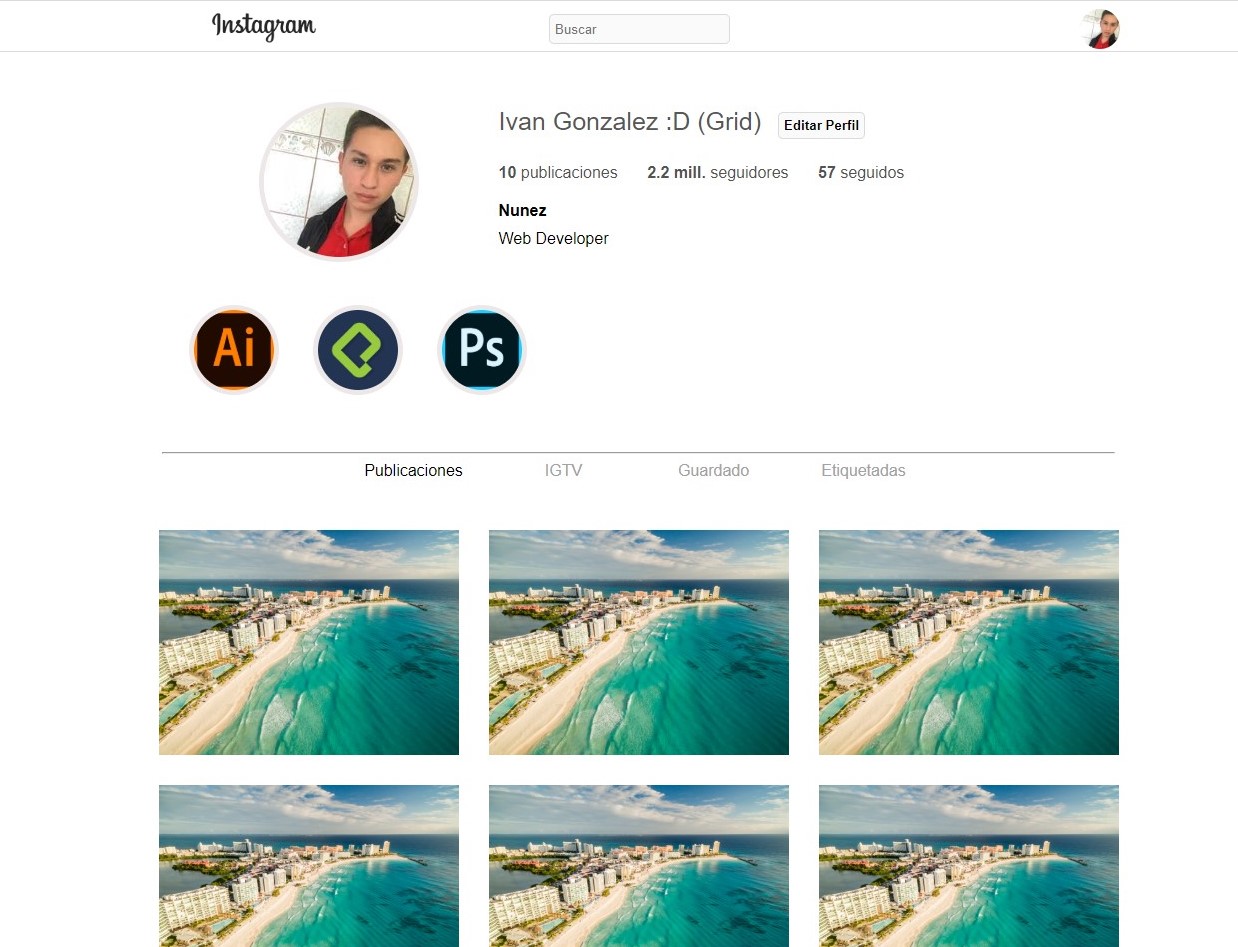 Instagram
Buscar
Ivan Gonzalez :D (Grid) Editar Perfil
10 publicaciones 2.2 mill. seguidores 57 seguidos
Nunez
Web Developer
Ai Ps
Publicaciones IGTV Guardado Etiquetadas